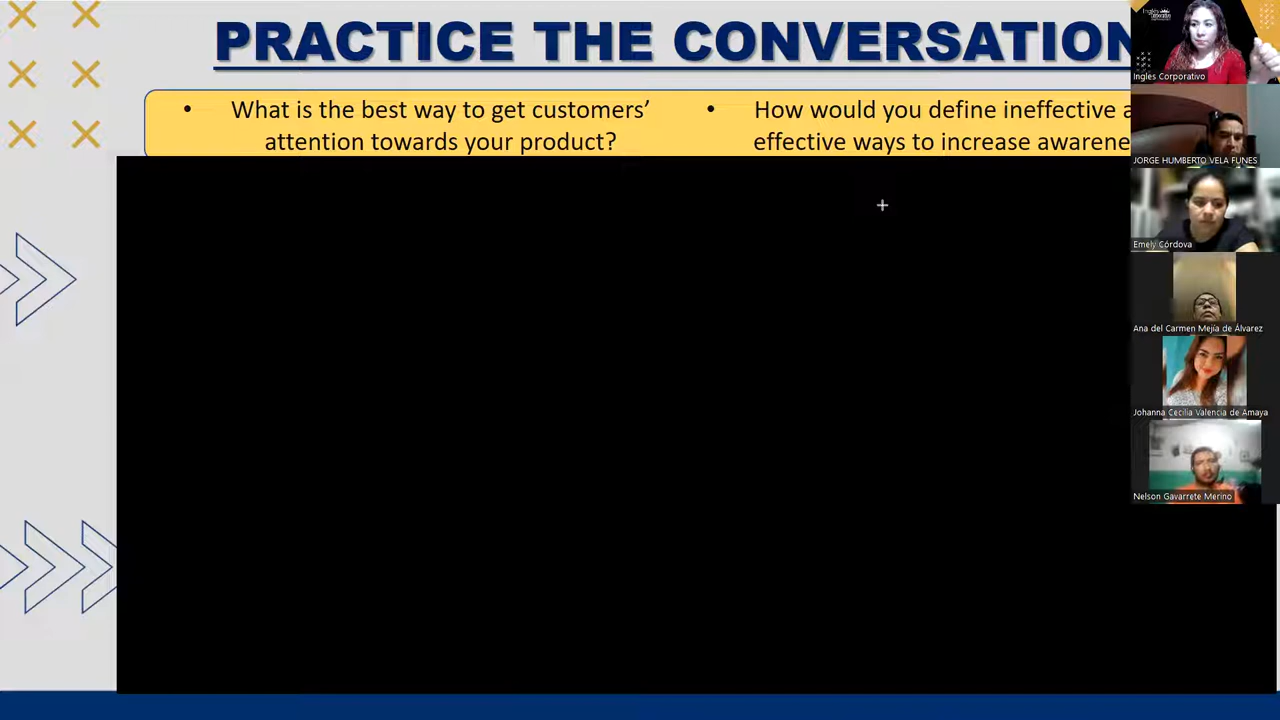 PRACTICE THE CONVERSATION
• What is the best way to get customers’
attention towards your product?
• How would you define ineffective a
effective ways to increase awarene
Inglés Corporativo
JORGE HUMBERTO VELA FUNES
Emely Córdova
Ana del Carmen Mejía de Álvarez
Johanna Cecilia Valencia de Amaya
Nelson Gavarrete Merino